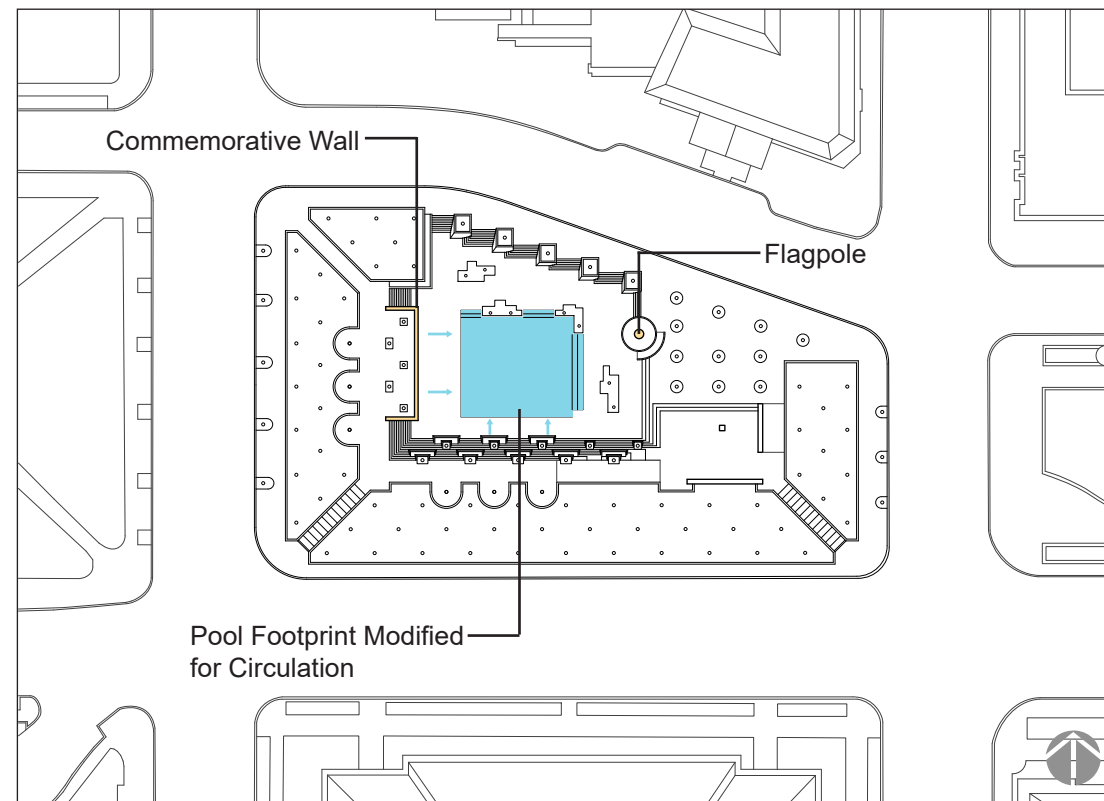 Commemorative Wall
Flagpole
Pool Footprint Modified
for Circulation